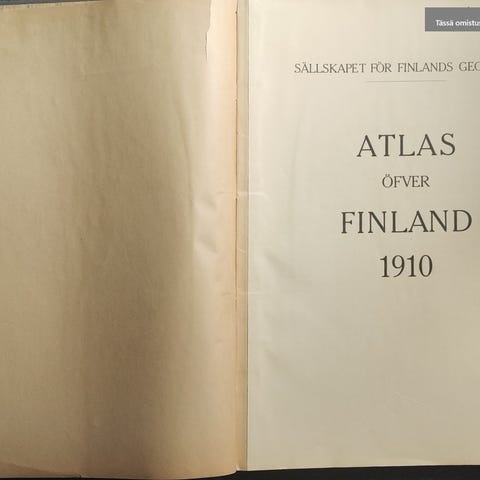 Tässä omistus
SÄLLSKAPET FÖR FINLANDS GEO
ATLAS
ÖFVER
FINLAND
1910